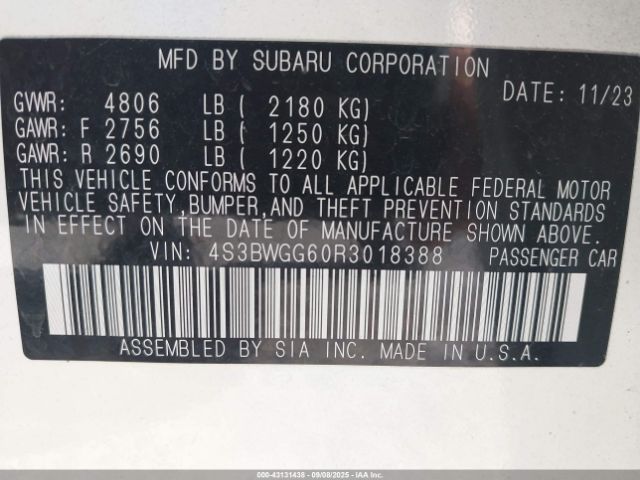 MFD BY SUBARU CORPORATION
DATE: 11/23
GVWR: 4806 LB ( 2180 KG)
GAWR: F 2756 LB ( 1250 KG)
GAWR: R 2690 LB ( 1220 KG)
THIS VEHICLE CONFORMS TO ALL APPLICABLE FEDERAL MOTOR
VEHICLE SAFETY,BUMPER,AND THEFT PREVENTION STANDARDS
IN EFFECT ON THE DATE OF MANUFACTURE SHOWN ABOVE.
VIN: 4S3BWGG60R3018388 PASSENGER CAR
ASSEMBLED BY SIA INC. MADE IN U.S.A.
000-43131438 - 09/08/2025 - IAA Inc.